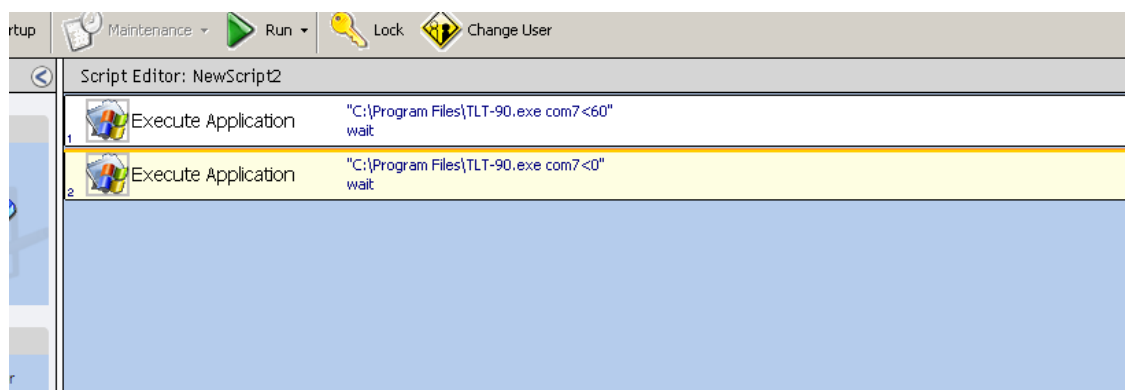 rtup Maintenance Run Lock Change User
Script Editor: NewScript2
Execute Application "C:\Program Files\TLT-90.exe com7<60"
1 wait
Execute Application "C:\Program Files\TLT-90.exe com7<0"
2 wait
r